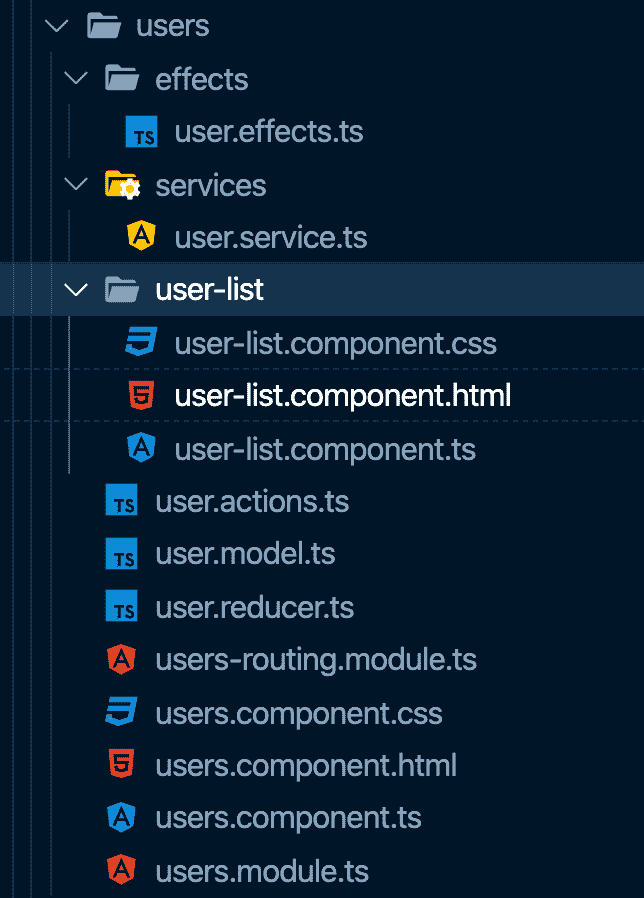 users
effects
TS user.effects.ts
services
user.service.ts
user-list
user-list.component.css
5 user-list.component.html
user-list.component.ts
TS user.actions.ts
TS user.model.ts
TS user.reducer.ts
users-routing.module.ts
users.component.css
5 users.component.html
users.component.ts
users.module.ts